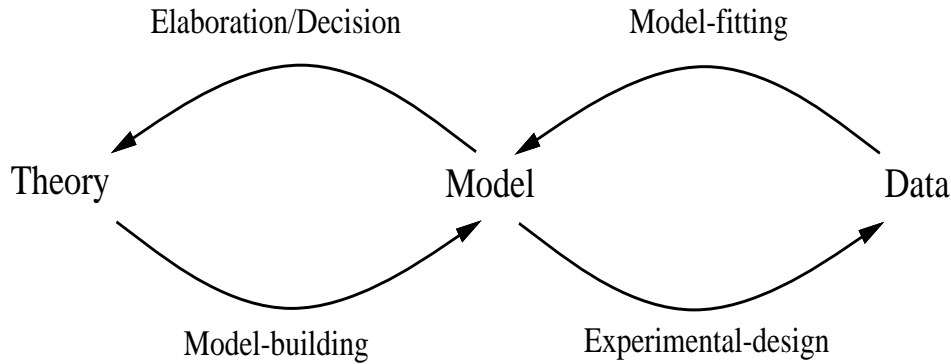 Elaboration/Decision
Model-fitting
Theory
Model
Data
Model-building
Experimental-design